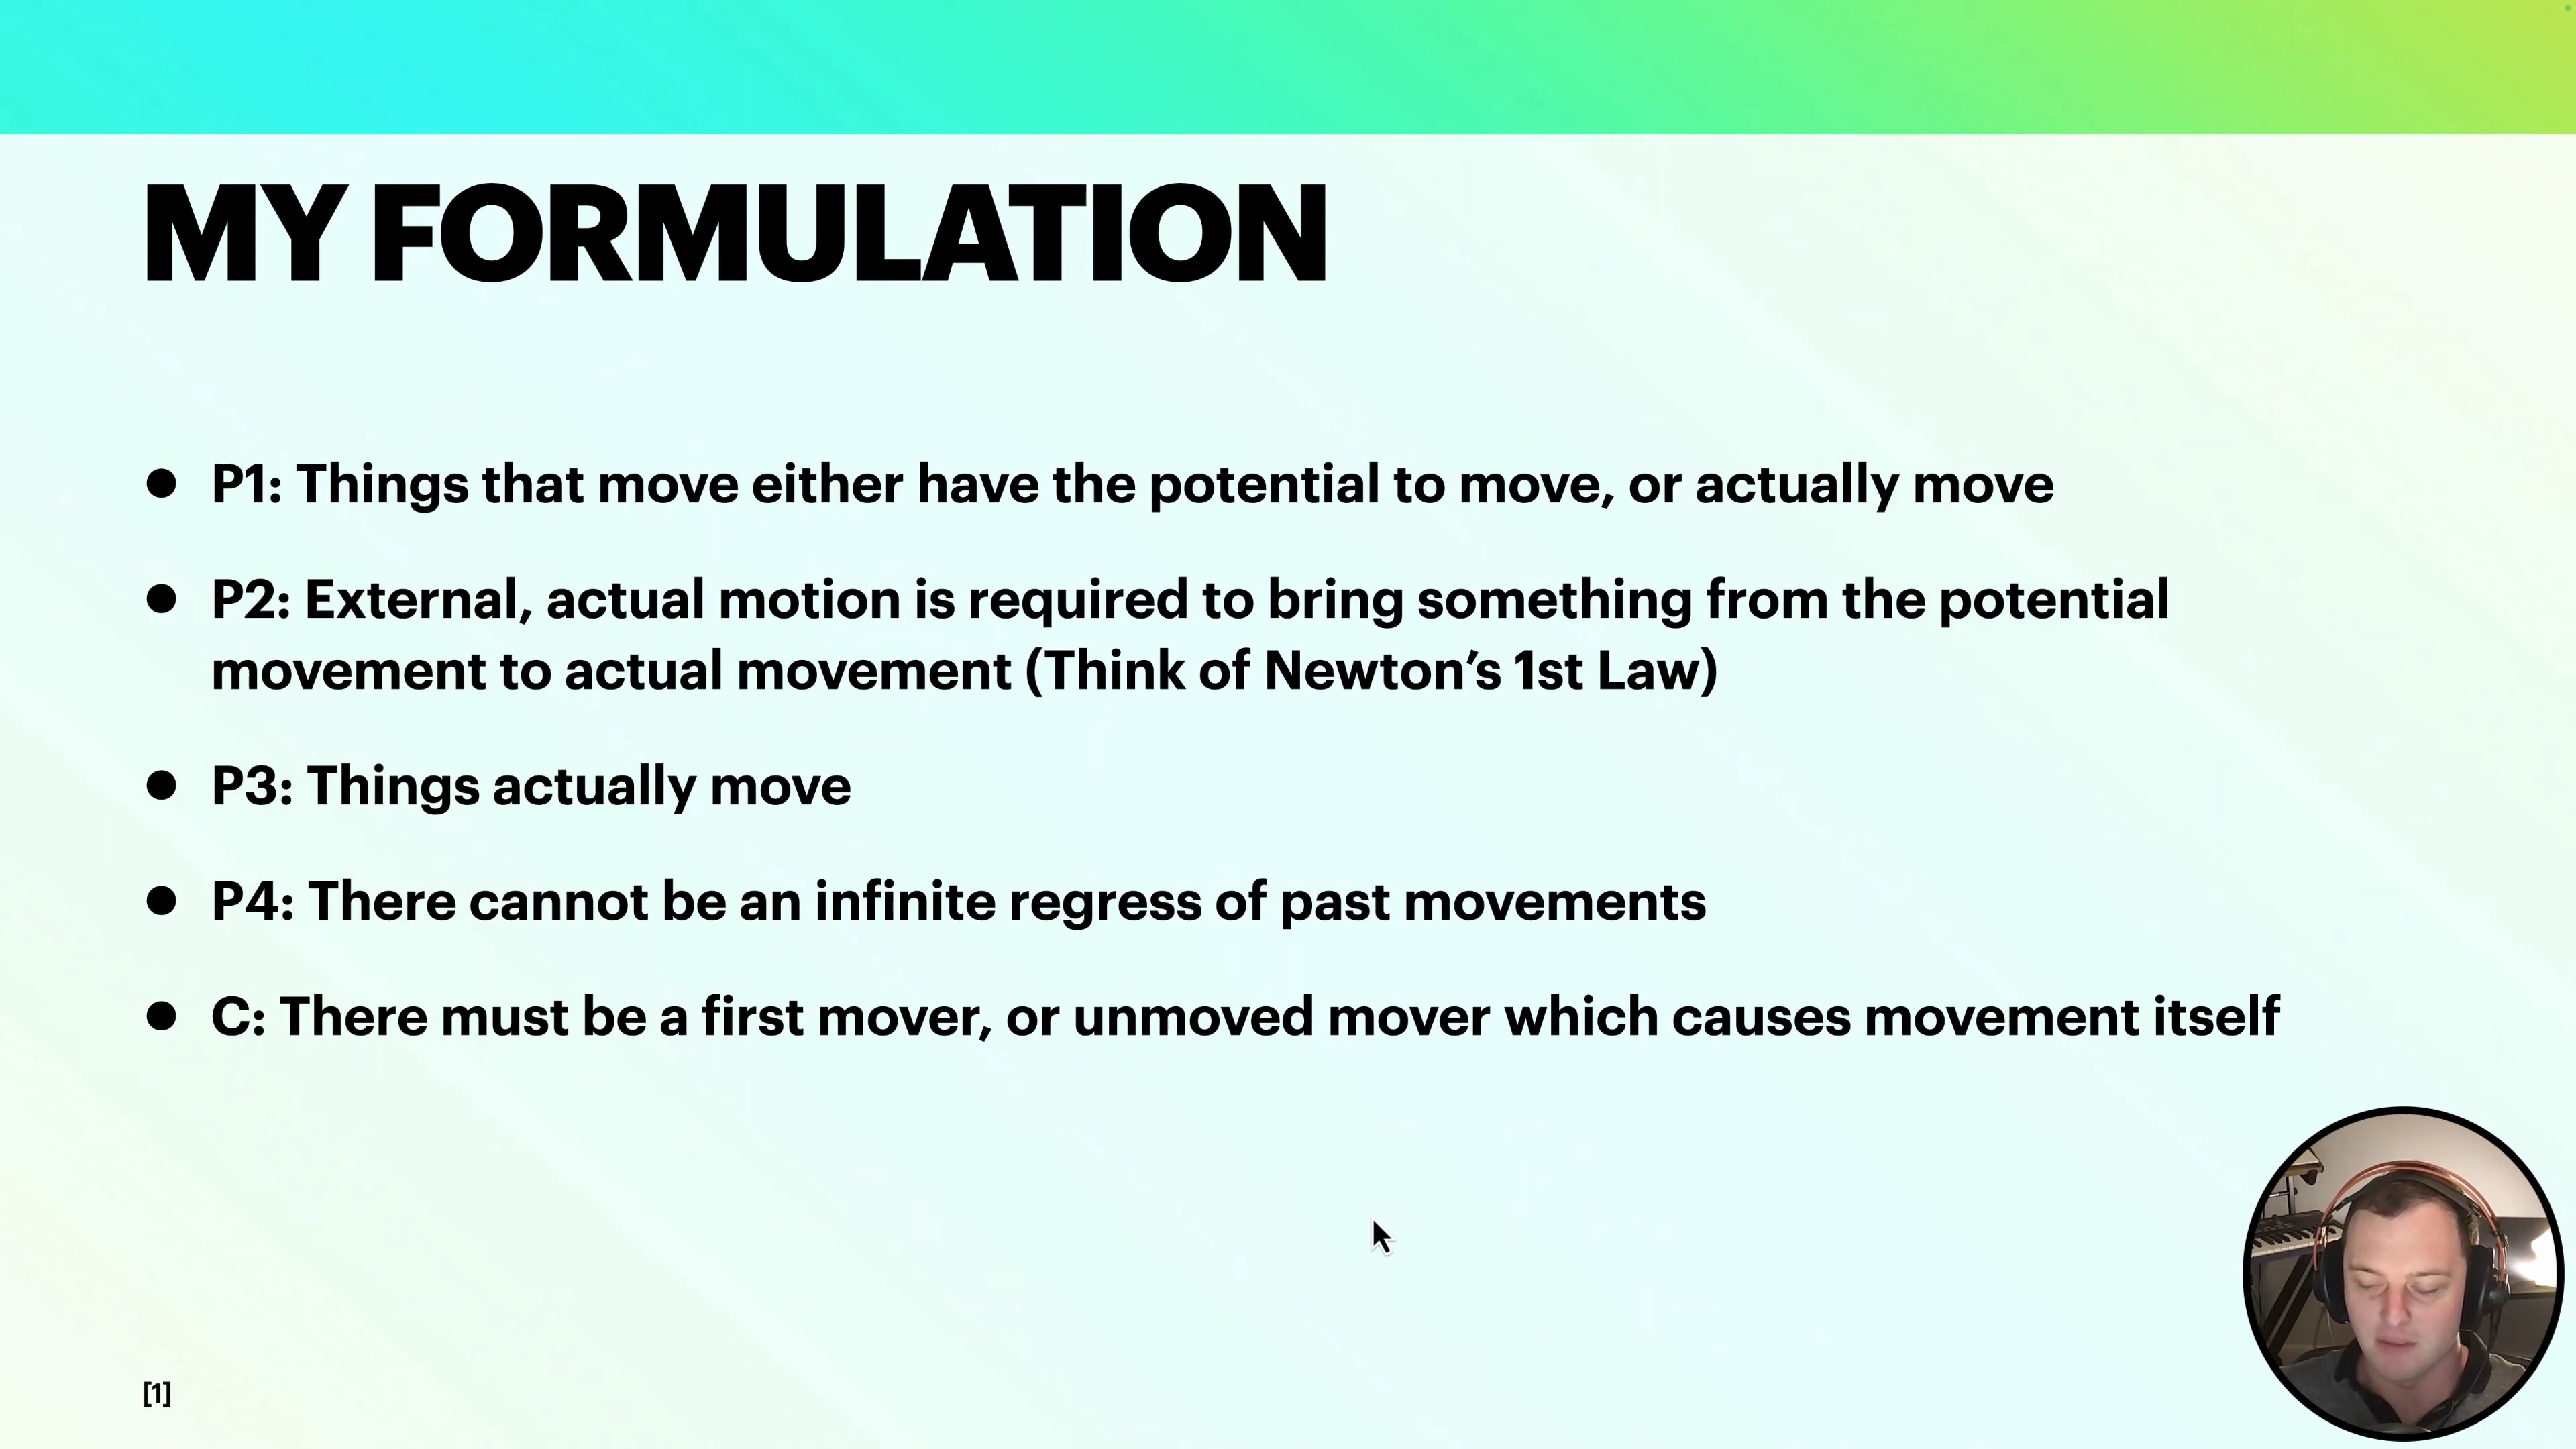 MY FORMULATION
● P1: Things that move either have the potential to move, or actually move
● P2: External, actual motion is required to bring something from the potential
movement to actual movement (Think of Newton’s 1st Law)
● P3: Things actually move
● P4: There cannot be an infinite regress of past movements
● C: There must be a first mover, or unmoved mover which causes movement itself
[1]